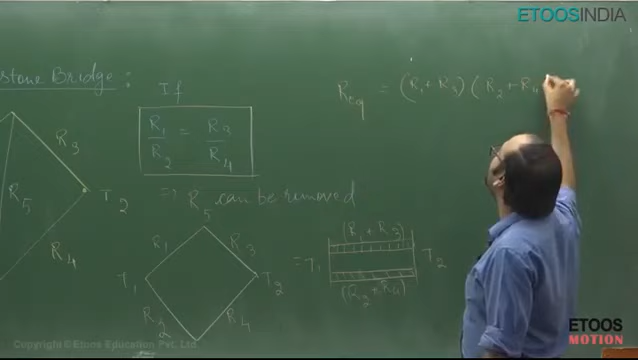 ETOOSINDIA
stone Bridge :
If
R1/R2 = R3/R4
⇒ R5 can be removed
R3
R5
T2
R4
Req = (R1 + R3) (R2 + R4
R1
R3
T1
T2
R2
R4
= T1
(R1 + R3)
T2
(R2 + R4)
Copyright © Etoos Education Pvt. Ltd.
ETOOS
MOTION